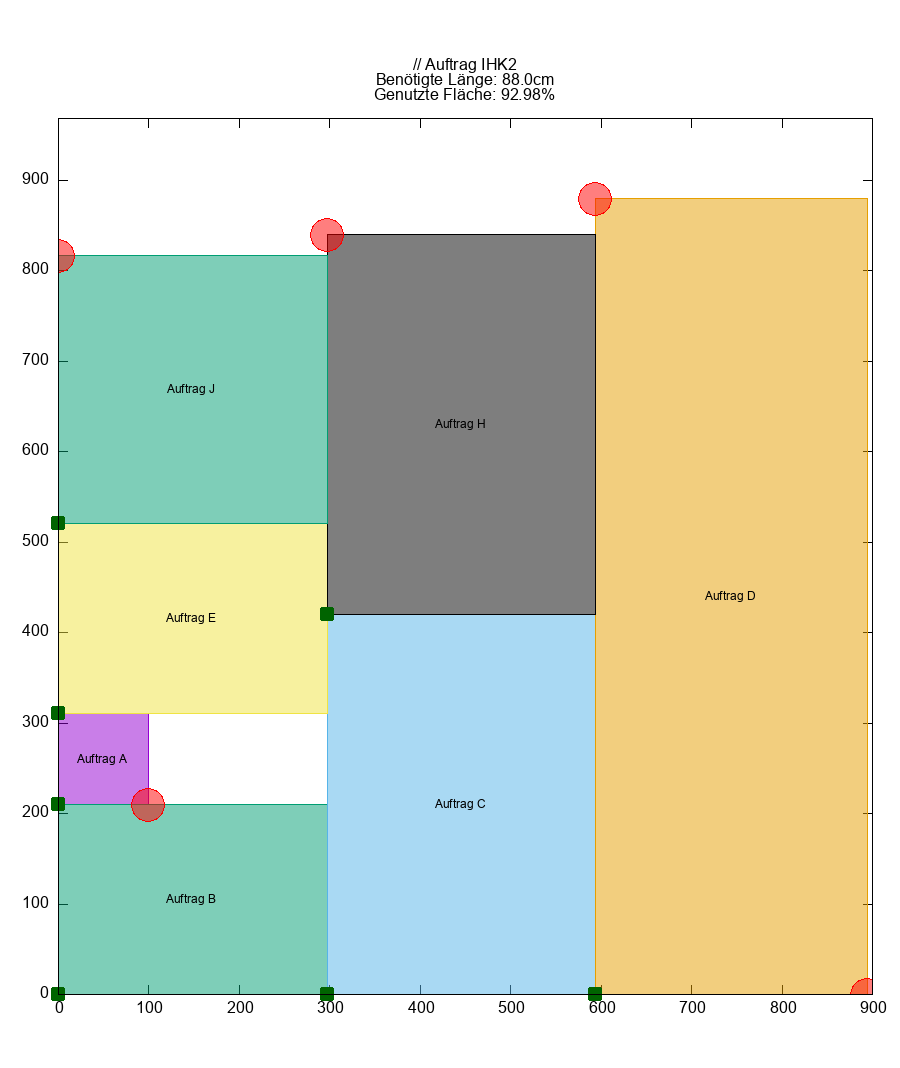 // Auftrag IHK2
Benötigte Länge: 88.0cm
Genutzte Fläche: 92.98%
900
800
Auftrag J
700
Auftrag H
600
500
Auftrag E
Auftrag D
400
300
Auftrag A
200
Auftrag C
Auftrag B
100
0
0 100 200 300 400 500 600 700 800 900